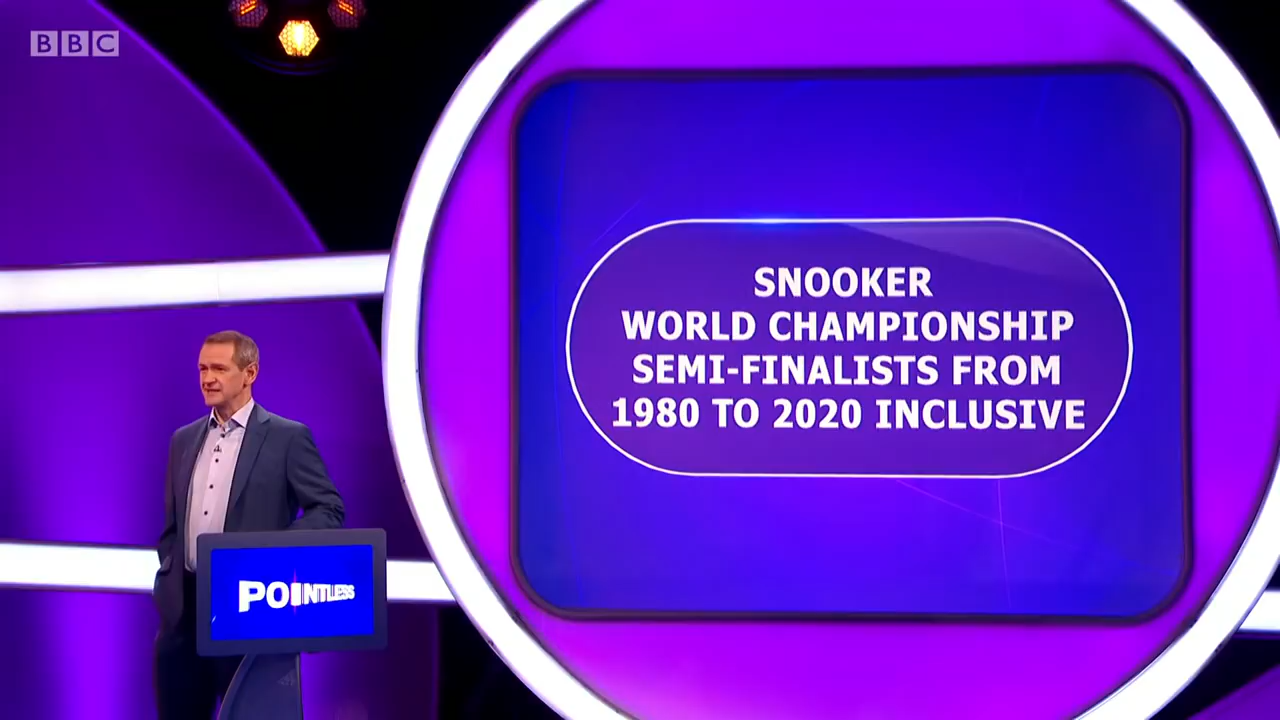 BBC
SNOOKER
WORLD CHAMPIONSHIP
SEMI-FINALISTS FROM
1980 TO 2020 INCLUSIVE
POINTLESS